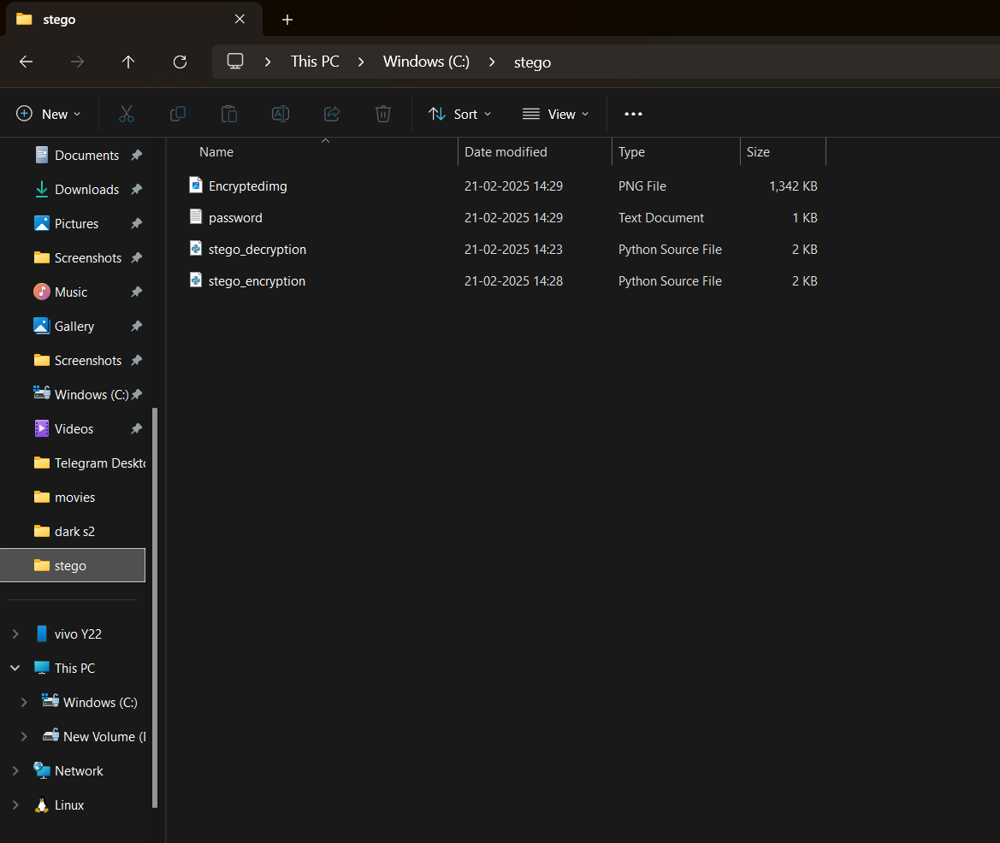 stego
This PC Windows (C:) stego
New Sort View
Name Date modified Type Size
Encryptedimg 21-02-2025 14:29 PNG File 1,342 KB
password 21-02-2025 14:29 Text Document 1 KB
stego_decryption 21-02-2025 14:23 Python Source File 2 KB
stego_encryption 21-02-2025 14:28 Python Source File 2 KB
Documents
Downloads
Pictures
Screenshots
Music
Gallery
Screenshots
Windows (C:)
Videos
Telegram Deskto
movies
dark s2
stego
vivo Y22
This PC
Windows (C:)
New Volume (
Network
Linux